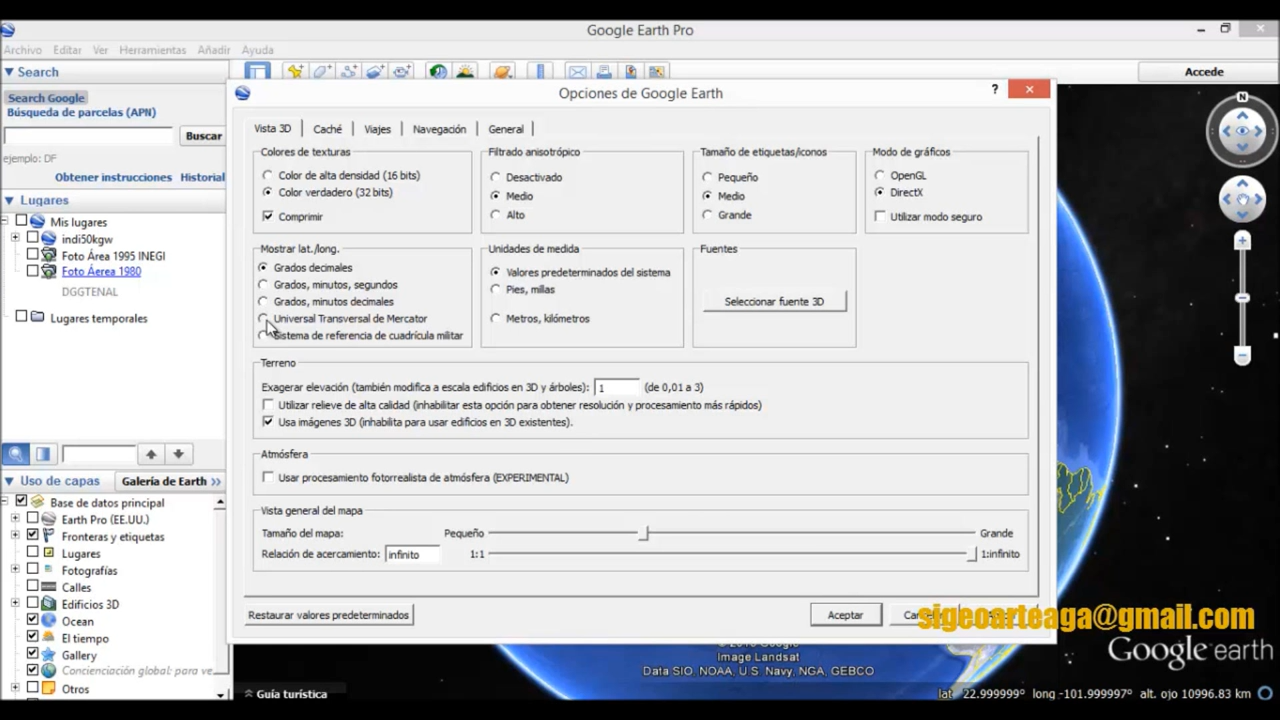 Google Earth Pro
Archivo Editar Ver Herramientas Añadir Ayuda
Search
Accede
Search Google
Búsqueda de parcelas (APN)
Buscar
ejemplo: DF
Obtener instrucciones Historial
Lugares
Mis lugares
indi50kgw
Foto Área 1995 INEGI
Foto Áerea 1980
DGGTENAL
Lugares temporales
Uso de capas Galería de Earth >>
Base de datos principal
Earth Pro (EE.UU.)
Fronteras y etiquetas
Lugares
Fotografías
Calles
Edificios 3D
Ocean
El tiempo
Gallery
Concienciación global: para ve...
Otros
Opciones de Google Earth
?
Vista 3D Caché Viajes Navegación General
Colores de texturas
Color de alta densidad (16 bits)
Color verdadero (32 bits)
Comprimir
Filtrado anisotrópico
Desactivado
Medio
Alto
Tamaño de etiquetas/iconos
Pequeño
Medio
Grande
Modo de gráficos
OpenGL
DirectX
Utilizar modo seguro
Mostrar lat./long.
Grados decimales
Grados, minutos, segundos
Grados, minutos decimales
Universal Transversal de Mercator
Sistema de referencia de cuadrícula militar
Unidades de medida
Valores predeterminados del sistema
Pies, millas
Metros, kilómetros
Fuentes
Seleccionar fuente 3D
Terreno
Exagerar elevación (también modifica a escala edificios en 3D y árboles): 1 (de 0,01 a 3)
Utilizar relieve de alta calidad (inhabilitar esta opción para obtener resolución y procesamiento más rápidos)
Usa imágenes 3D (inhabilita para usar edificios en 3D existentes).
Atmósfera
Usar procesamiento fotorrealista de atmósfera (EXPERIMENTAL)
Vista general del mapa
Tamaño del mapa: Pequeño Grande
Relación de acercamiento: infinito 1:1 1:infinito
Restaurar valores predeterminados Aceptar
sigeoarteaga@gmail.com
N
Image Landsat
Data SIO, NOAA, U.S. Navy, NGA, GEBCO
Google earth
Guía turística
lat 22.999999° long -101.999997° alt. ojo 10996.83 km